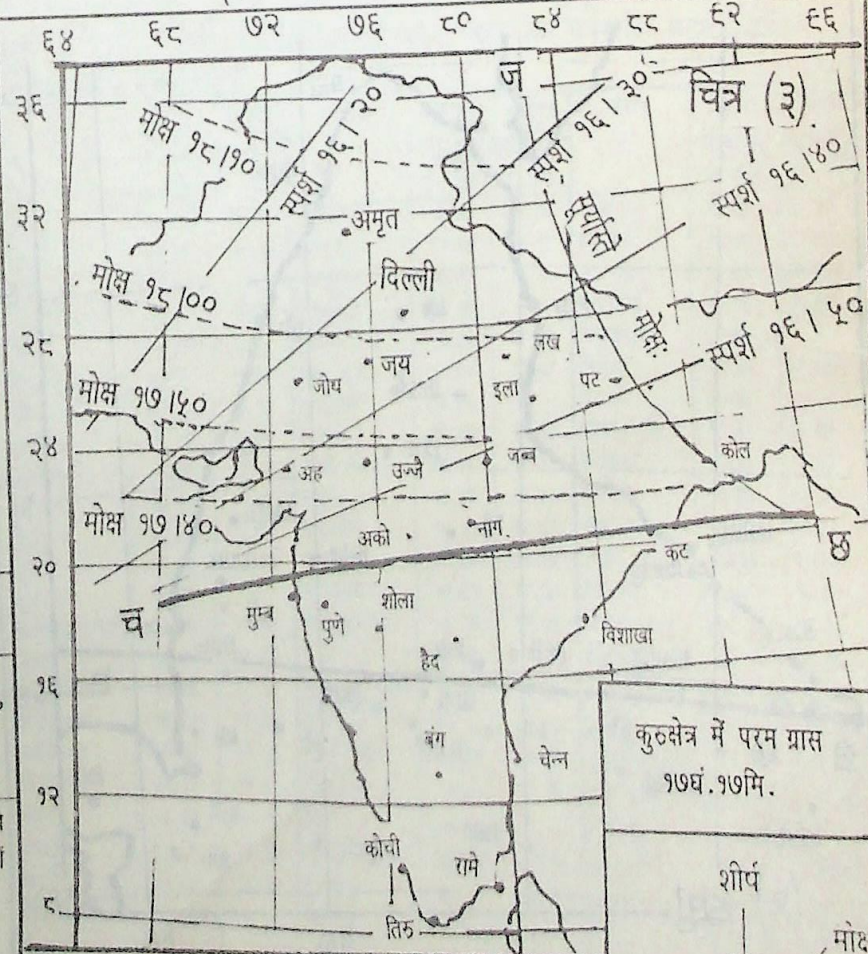 ६४ ६८ ७२ ७६ ८० ८४ ८८ ९२ ९६
ज
चित्र (३)
३६
मोक्ष १८।१०
स्पर्श १६।२०
स्पर्श १६।३०
स्पर्श १६।४०
३२
अमृत
सूर्यास्ते
मोक्ष १८।००
दिल्ली
मोक्षः
स्पर्श १६।५०
२८
लख
जय
जोध
इला
पट
मोक्ष १७।५०
२४
अह
उज्जै
जब्ब
कोल
मोक्ष १७।४०
अको
नाग
कट
छ
२०
च
मुम्ब
पुणे
शोला
विशाखा
हैद
१६
कुरुक्षेत्र में परम ग्रास
१७घं.१७मि.
बंग
चेन्न
१२
कोची
रामे
शीर्ष
८
तिरु
मोक्ष